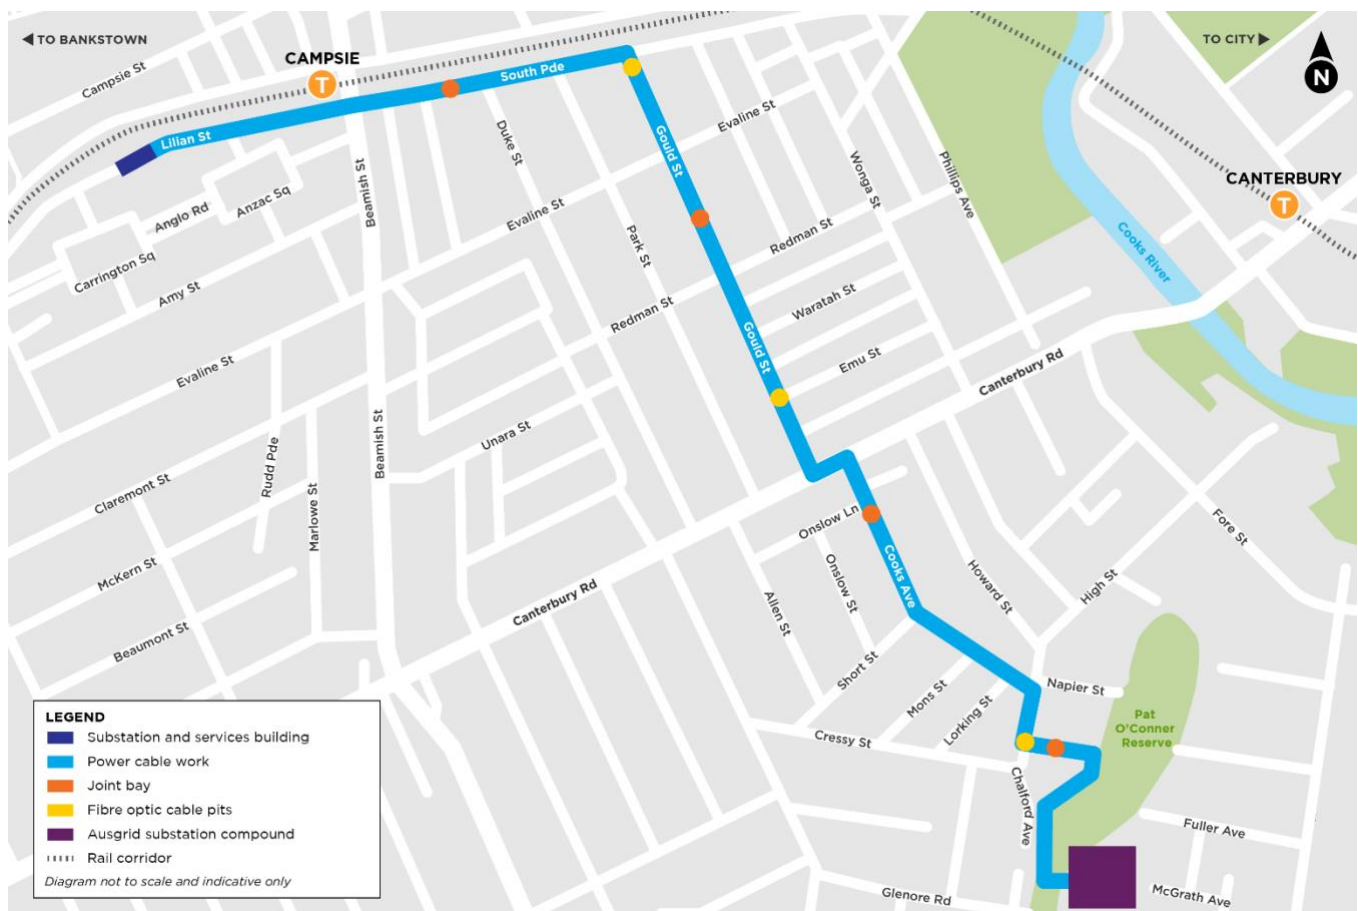 TO BANKSTOWN
TO CITY
CAMPSIE
T
N
Campsie St
South Pde
Lilian St
Duke St
Gould St
Evaline St
Wonga St
Phillips Ave
CANTERBURY
T
Beamish St
Anzac Sq
Anglo Rd
Evaline St
Park St
Redman St
Cooks River
Carrington Sq
Amy St
Redman St
Waratah St
Gould St
Emu St
Canterbury Rd
Evaline St
Unara St
Beamish St
Rudd Pde
Claremont St
Marlowe St
Onslow Ln
Fore St
McKern St
Onslow St
Cooks Ave
Howard St
High St
Canterbury Rd
Allen St
Beaumont St
Short St
Mons St
Napier St
Lorking St
Pat
O'Conner
Reserve
Cressy St
Chalford Ave
Fuller Ave
Glenore Rd
McGrath Ave
LEGEND
Substation and services building
Power cable work
Joint bay
Fibre optic cable pits
Ausgrid substation compound
Rail corridor
Diagram not to scale and indicative only